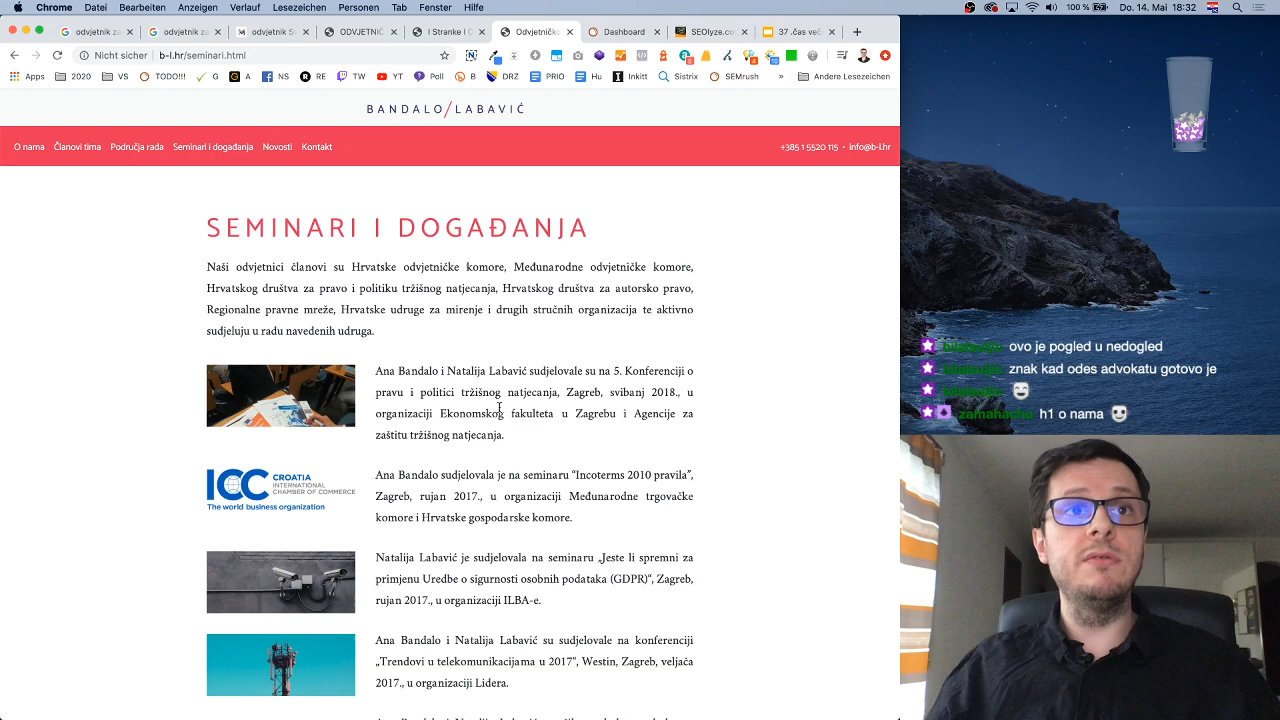 Chrome Datei Bearbeiten Anzeigen Verlauf Lesezeichen Personen Tab Fenster Hilfe
100 % Do. 14. Mai 18:32
odvjetnik za odvjetnik za odvjetnik S ODVJETNIČ I Stranke I C Odvjetničk Dashboard SEOlyze.co 37 .čas več
Nicht sicher b-l.hr/seminari.html
Apps 2020 VS TODO!!! G A NS RE TW YT Poll B DRZ PRIO Hu Inkitt Sistrix SEMrush » Andere Lesezeichen
BANDALO/LABAVIĆ
O nama Članovi tima Područja rada Seminari i događanja Novosti Kontakt +385 1 5520 115 • info@b-l.hr
SEMINARI I DOGAĐANJA
Naši odvjetnici članovi su Hrvatske odvjetničke komore, Međunarodne odvjetničke komore,
Hrvatskog društva za pravo i politiku tržišnog natjecanja, Hrvatskog društva za autorsko pravo,
Regionalne pravne mreže, Hrvatske udruge za mirenje i drugih stručnih organizacija te aktivno
sudjeluju u radu navedenih udruga.
Ana Bandalo i Natalija Labavić sudjelovale su na 5. Konferenciji o
pravu i politici tržišnog natjecanja, Zagreb, svibanj 2018., u
organizaciji Ekonomskog fakulteta u Zagrebu i Agencije za
zaštitu tržišnog natjecanja.
ICC CROATIA
INTERNATIONAL
CHAMBER OF COMMERCE
The world business organization
Ana Bandalo sudjelovala je na seminaru “Incoterms 2010 pravila”,
Zagreb, rujan 2017., u organizaciji Međunarodne trgovačke
komore i Hrvatske gospodarske komore.
Natalija Labavić je sudjelovala na seminaru „Jeste li spremni za
primjenu Uredbe o sigurnosti osobnih podataka (GDPR)“, Zagreb,
rujan 2017., u organizaciji ILBA-e.
Ana Bandalo i Natalija Labavić su sudjelovale na konferenciji
„Trendovi u telekomunikacijama u 2017“, Westin, Zagreb, veljača
2017., u organizaciji Lidera.
ovo je pogled u nedogled
znak kad odes advokatu gotovo je
zamahachu h1 o nama